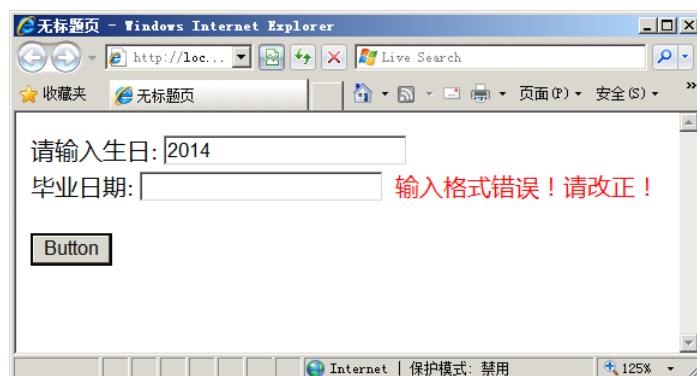 无标题页 - Windows Internet Explorer
http://loc... Live Search
收藏夹 无标题页 页面(P) 安全(S) »
请输入生日: 2014
毕业日期: 输入格式错误！请改正！
Button
Internet | 保护模式: 禁用 125%